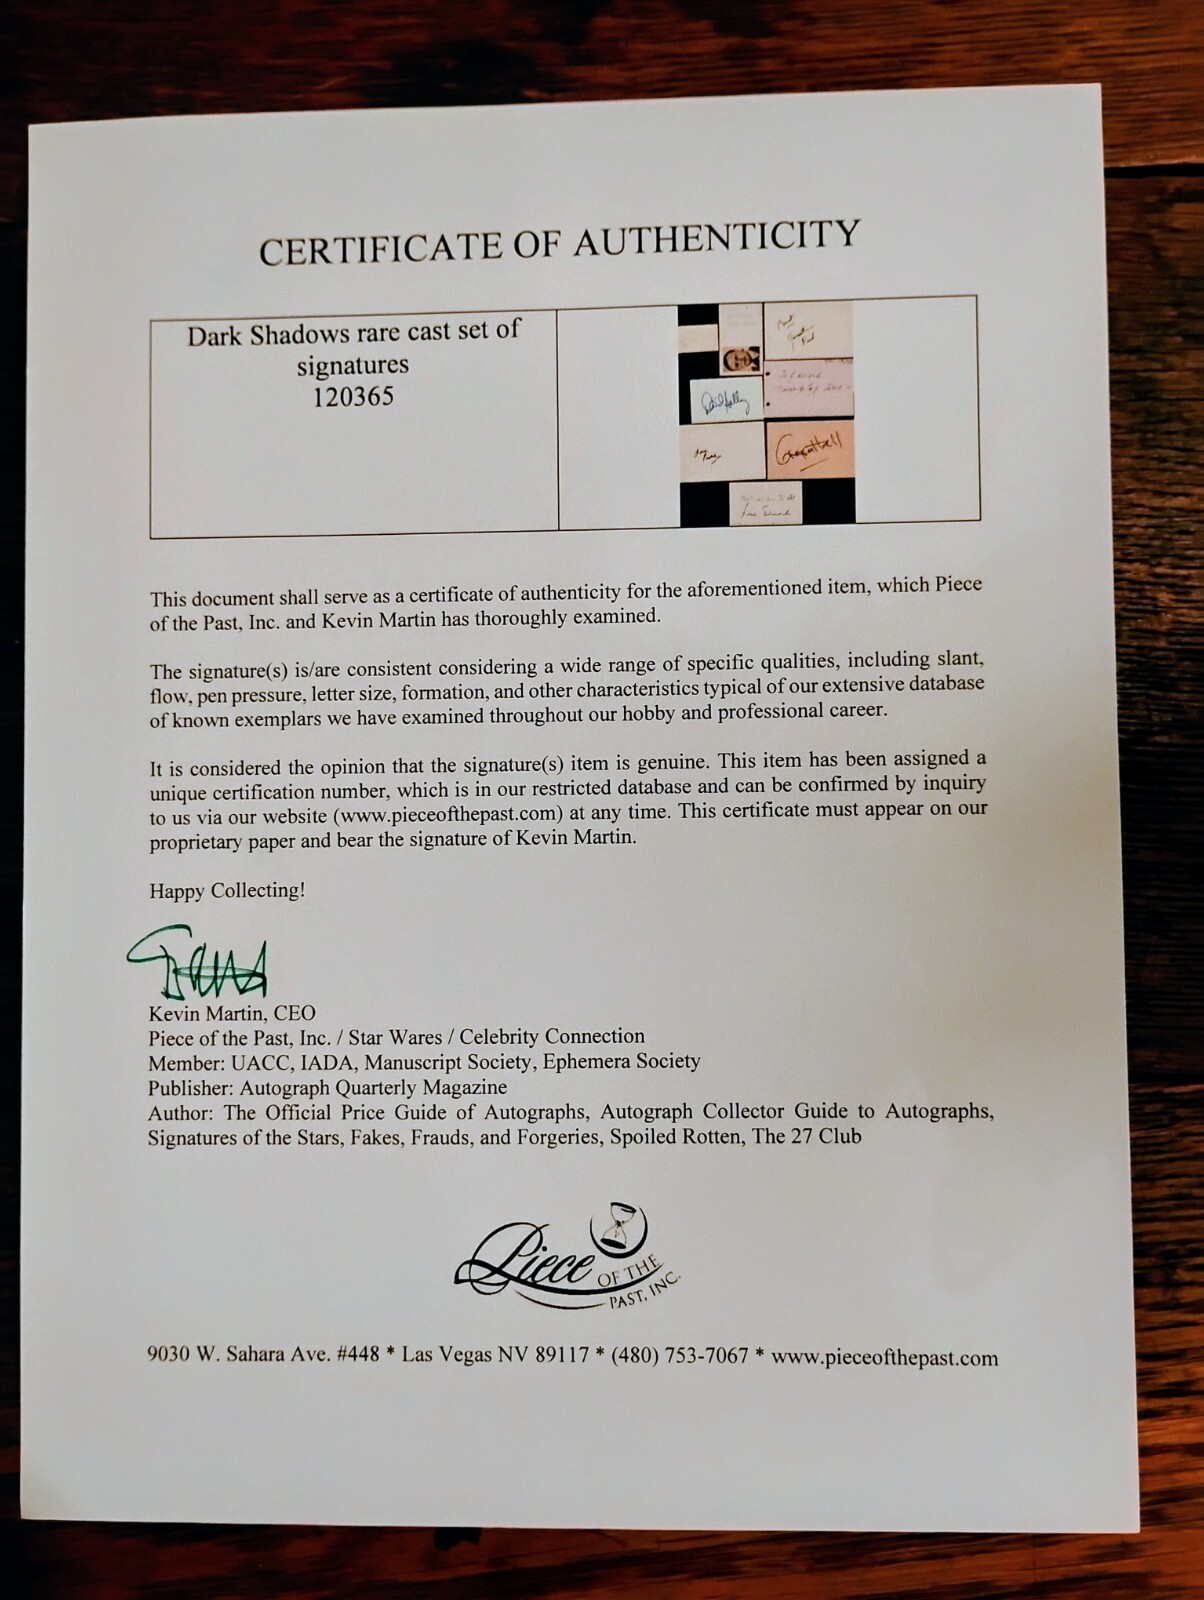 CERTIFICATE OF AUTHENTICITY
Dark Shadows rare cast set of
signatures
120365
This document shall serve as a certificate of authenticity for the aforementioned item, which Piece
of the Past, Inc. and Kevin Martin has thoroughly examined.
The signature(s) is/are consistent considering a wide range of specific qualities, including slant,
flow, pen pressure, letter size, formation, and other characteristics typical of our extensive database
of known exemplars we have examined throughout our hobby and professional career.
It is considered the opinion that the signature(s) item is genuine. This item has been assigned a
unique certification number, which is in our restricted database and can be confirmed by inquiry
to us via our website (www.pieceofthepast.com) at any time. This certificate must appear on our
proprietary paper and bear the signature of Kevin Martin.
Happy Collecting!
Kevin Martin, CEO
Piece of the Past, Inc. / Star Wares / Celebrity Connection
Member: UACC, IADA, Manuscript Society, Ephemera Society
Publisher: Autograph Quarterly Magazine
Author: The Official Price Guide of Autographs, Autograph Collector Guide to Autographs,
Signatures of the Stars, Fakes, Frauds, and Forgeries, Spoiled Rotten, The 27 Club
Piece OF THE
PAST, INC.
9030 W. Sahara Ave. #448 * Las Vegas NV 89117 * (480) 753-7067 * www.pieceofthepast.com